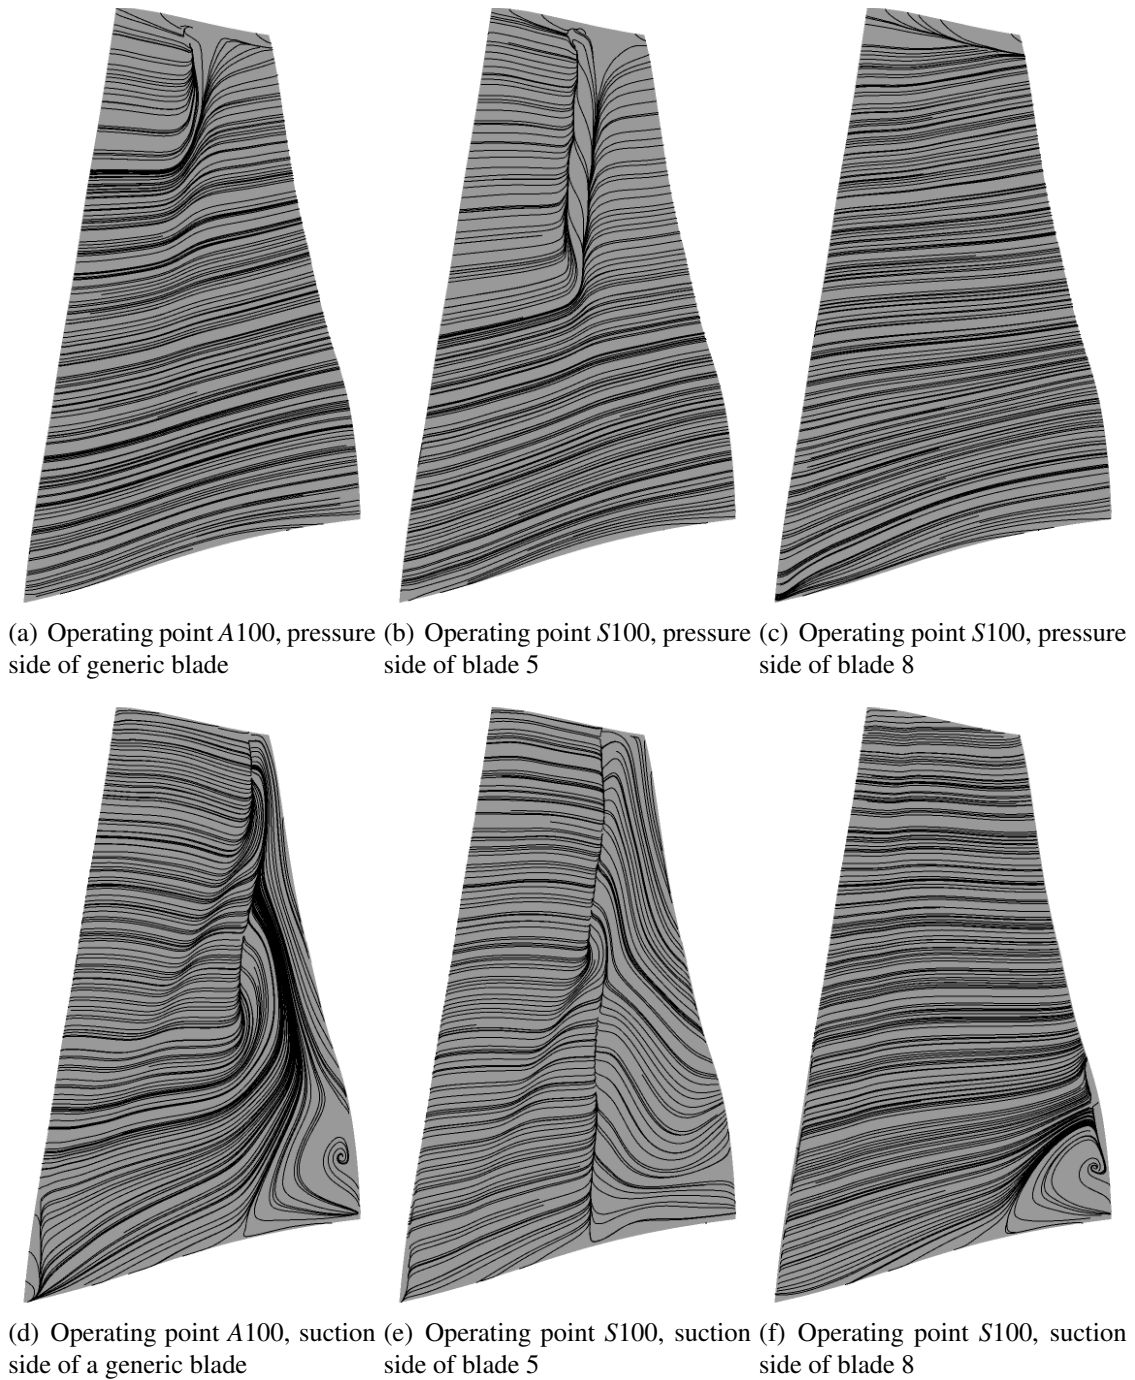 (a) Operating point A100, pressure
side of generic blade
(b) Operating point S100, pressure
side of blade 5
(c) Operating point S100, pressure
side of blade 8
(d) Operating point A100, suction
side of a generic blade
(e) Operating point S100, suction
side of blade 5
(f) Operating point S100, suction
side of blade 8